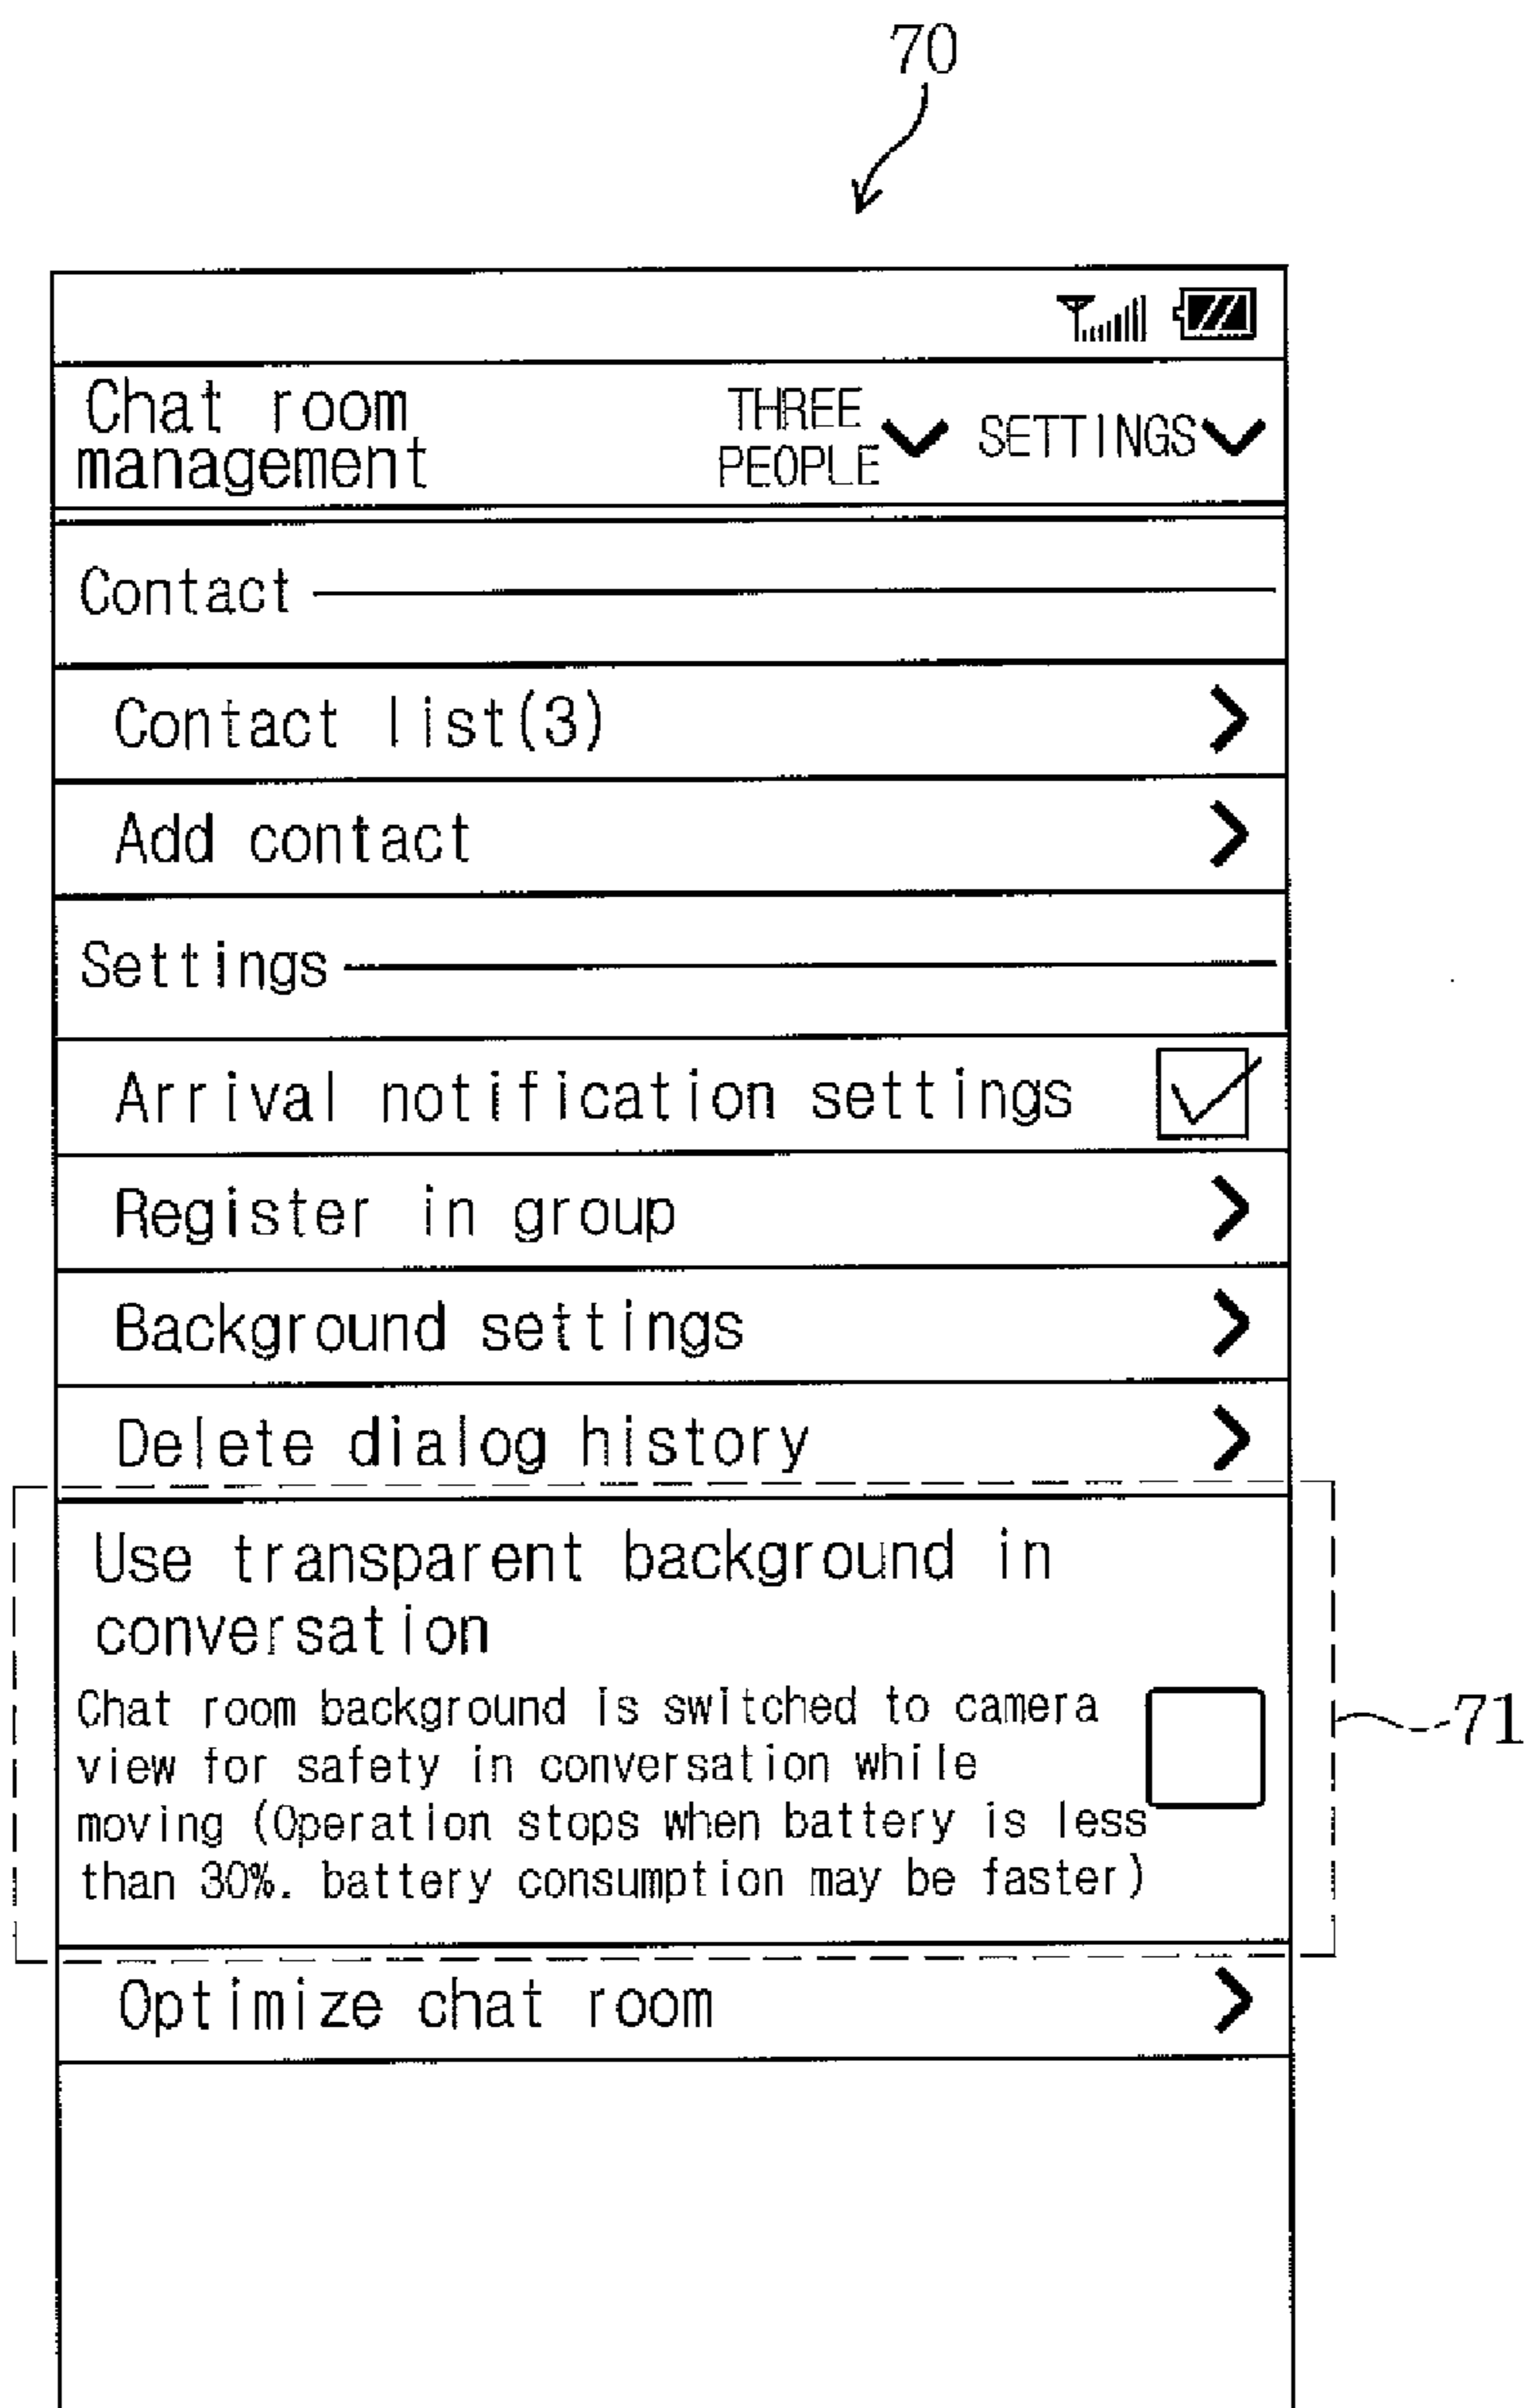 70
Chat room
management
THREE
PEOPLE
SETTINGS
Contact
Contact list(3)
Add contact
Settings
Arrival notification settings
Register in group
Background settings
Delete dialog history
Use transparent background in
conversation
Chat room background is switched to camera
view for safety in conversation while
moving (Operation stops when battery is less
than 30%. battery consumption may be faster)
71
Optimize chat room